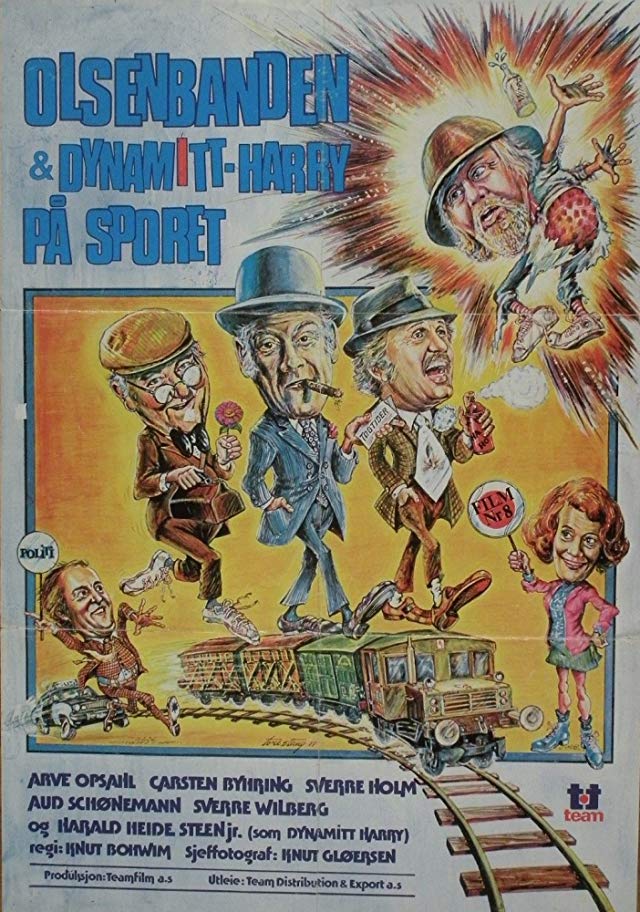 OLSENBANDEN
& DYNAMITT-HARRY
PÅ SPORET
TOGTIDER
FILM
Nr 8
POLITI
ARVE OPSAHL CARSTEN BYHRING SVERRE HOLM
AUD SCHØNEMANN SVERRE WILBERG
og HARALD HEIDE STEEN jr. (som DYNAMITT HARRY)
regi: KNUT BOHWIM Sjeffotograf: KNUT GLØERSEN
team
Produksjon: Teamfilm a.s Utleie: Team Distribution & Export a.s